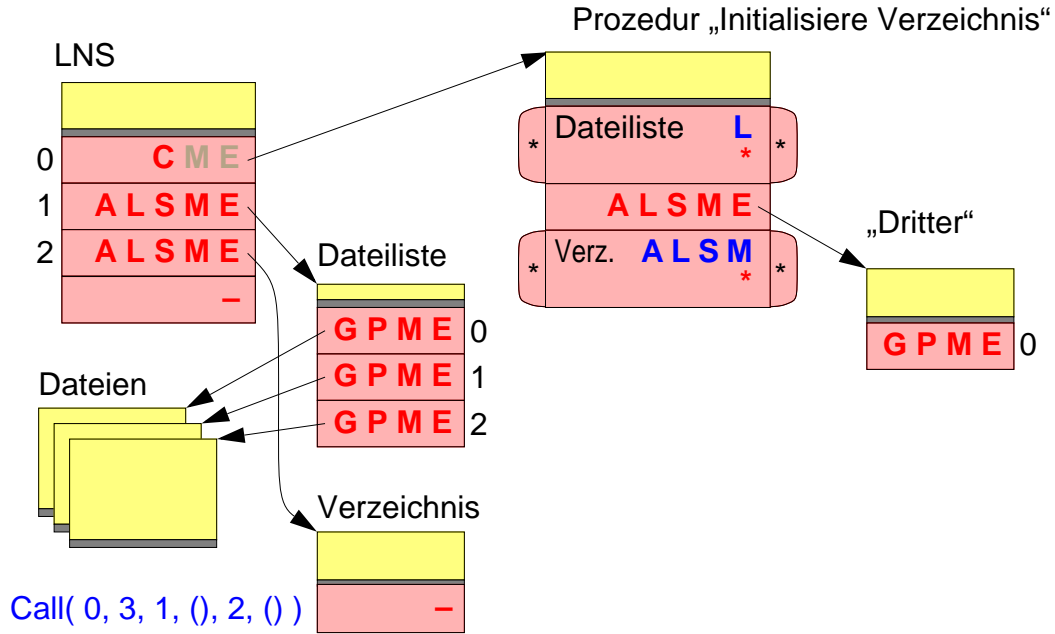 Prozedur „Initialisiere Verzeichnis“
LNS
0 C M E
1 A L S M E
2 A L S M E
–
* Dateiliste L *
*
A L S M E
* Verz. A L S M *
*
„Dritter“
G P M E 0
Dateiliste
G P M E 0
G P M E 1
G P M E 2
Dateien
Verzeichnis
–
Call( 0, 3, 1, (), 2, () )